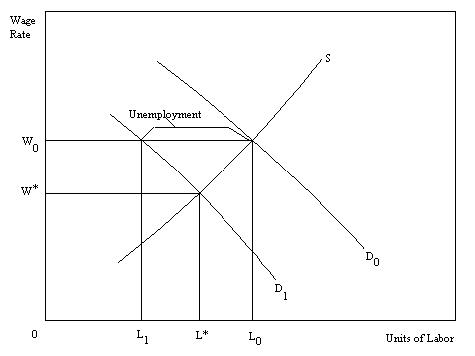 Wage
Rate
S
Unemployment
W0
W*
D0
D1
0
L1
L*
L0
Units of Labor